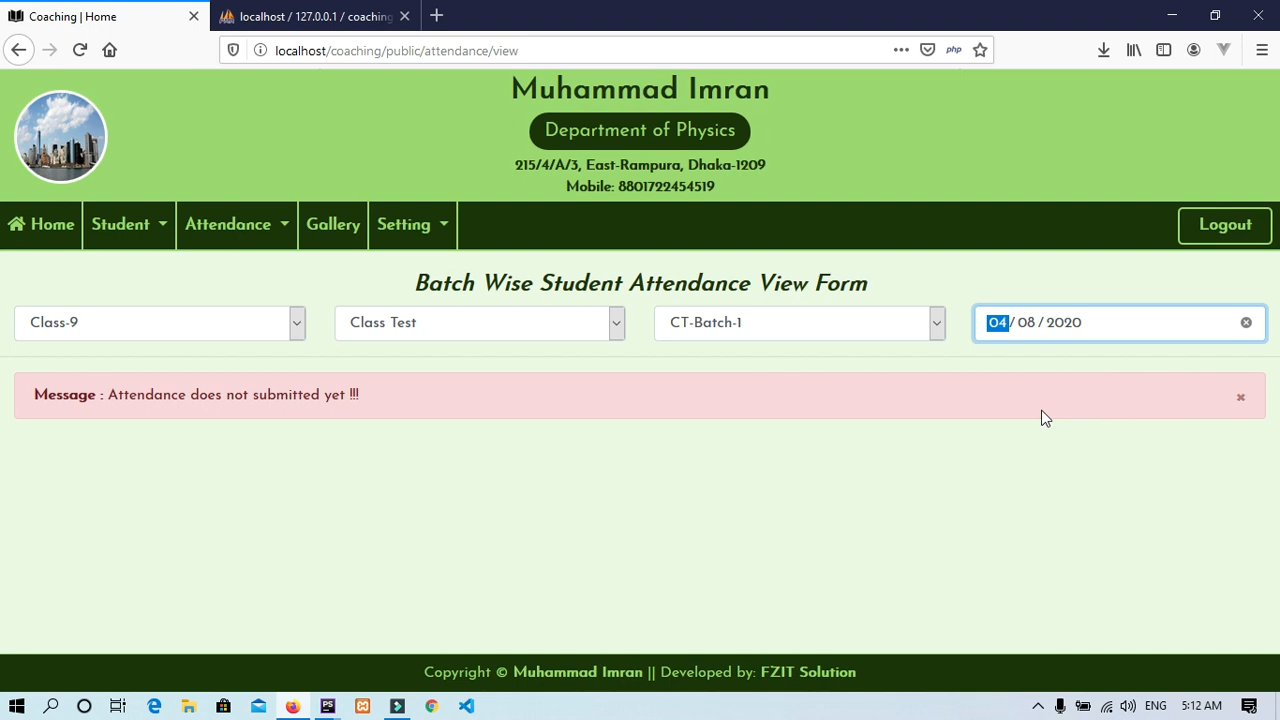 Coaching | Home
localhost / 127.0.0.1 / coaching
localhost/coaching/public/attendance/view
php
Muhammad Imran
Department of Physics
215/4/A/3, East-Rampura, Dhaka-1209
Mobile: 8801722454519
Home Student Attendance Gallery Setting Logout
Batch Wise Student Attendance View Form
Class-9 Class Test CT-Batch-1 04/ 08 / 2020
Message : Attendance does not submitted yet !!! ×
Copyright © Muhammad Imran || Developed by: FZIT Solution
PS ENG 5:12 AM